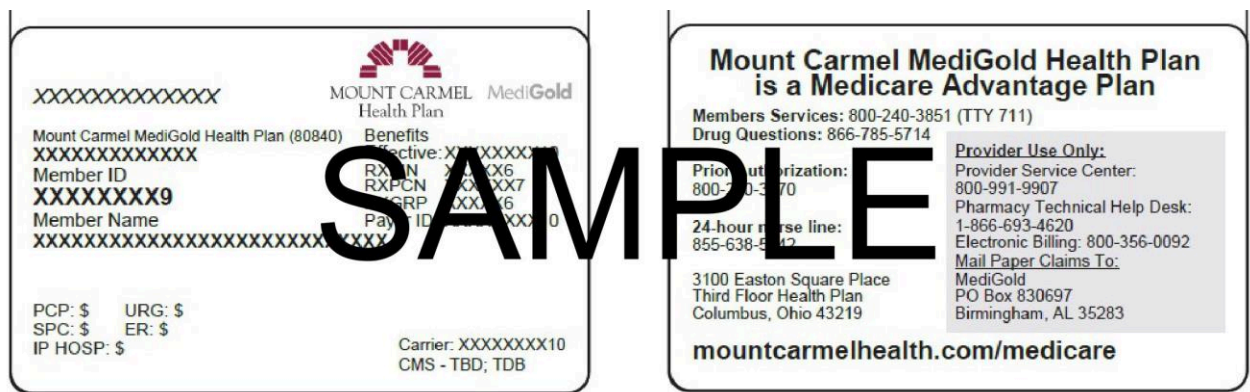 XXXXXXXXXXXXX
MOUNT CARMEL MediGold
Health Plan
Mount Carmel MediGold Health Plan (80840)
XXXXXXXXXXXXX
Member ID
XXXXXXXX9
Member Name
Benefits
PCP: $ URG: $
SPC: $ ER: $
IP HOSP: $
Carrier: XXXXXXXX10
CMS - TBD; TDB
SAMPLE
Mount Carmel MediGold Health Plan
is a Medicare Advantage Plan
Members Services: 800-240-3851 (TTY 711)
Drug Questions: 866-785-5714
24-hour line:
3100 Easton Square Place
Third Floor Health Plan
Columbus, Ohio 43219
Provider Use Only:
Provider Service Center:
800-991-9907
Pharmacy Technical Help Desk:
1-866-693-4620
Electronic Billing: 800-356-0092
Mail Paper Claims To:
MediGold
PO Box 830697
Birmingham, AL 35283
mountcarmelhealth.com/medicare